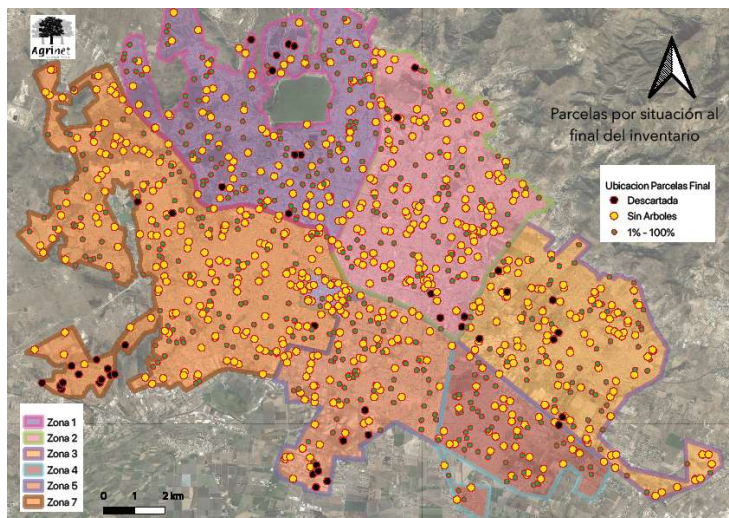 Agrinet
Parcelas por situación al
final del inventario
Ubicacion Parcelas Final
Descartada
Sin Arboles
1% - 100%
Zona 1
Zona 2
Zona 3
Zona 4
Zona 5
Zona 7
0 1 2 km